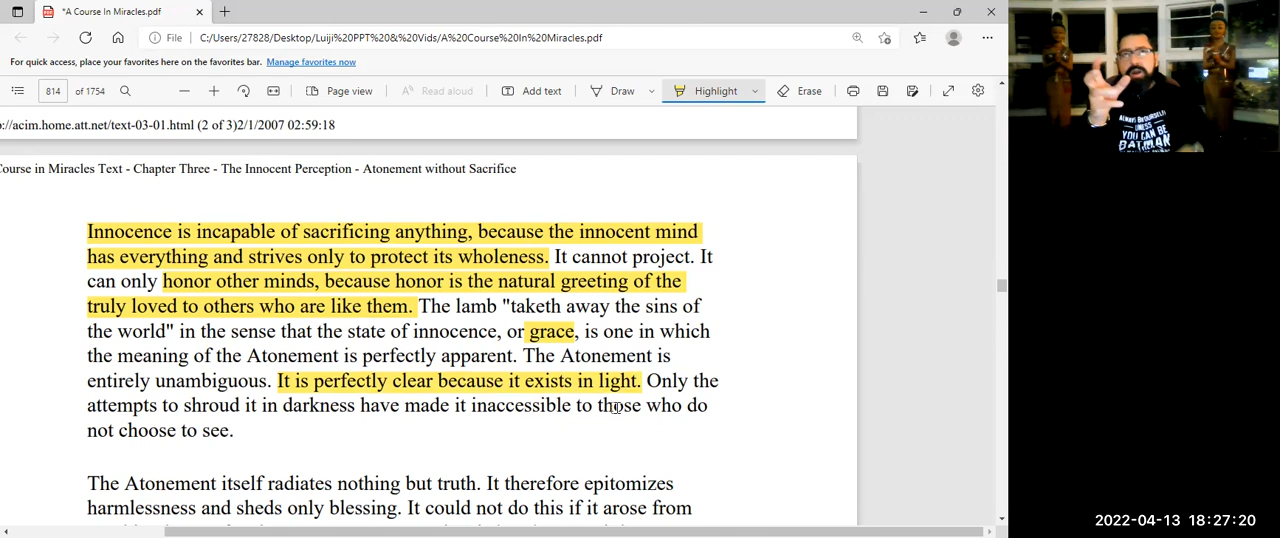 *A Course In Miracles.pdf
File
C:/Users/27828/Desktop/Luiji%20PPT%20&%20Vids/A%20Course%20In%20Miracles.pdf
For quick access, place your favorites here on the favorites bar. Manage favorites now
814 of 1754
Page view
Read aloud
Add text
Draw
Highlight
Erase
p://acim.home.att.net/text-03-01.html (2 of 3)2/1/2007 02:59:18
Course in Miracles Text - Chapter Three - The Innocent Perception - Atonement without Sacrifice
Innocence is incapable of sacrificing anything, because the innocent mind
has everything and strives only to protect its wholeness. It cannot project. It
can only honor other minds, because honor is the natural greeting of the
truly loved to others who are like them. The lamb "taketh away the sins of
the world" in the sense that the state of innocence, or grace, is one in which
the meaning of the Atonement is perfectly apparent. The Atonement is
entirely unambiguous. It is perfectly clear because it exists in light. Only the
attempts to shroud it in darkness have made it inaccessible to those who do
not choose to see.
The Atonement itself radiates nothing but truth. It therefore epitomizes
harmlessness and sheds only blessing. It could not do this if it arose from
ALWAYS BE YOURSELF
UNLESS
YOU CAN BE
BATMAN
2022-04-13 18:27:20